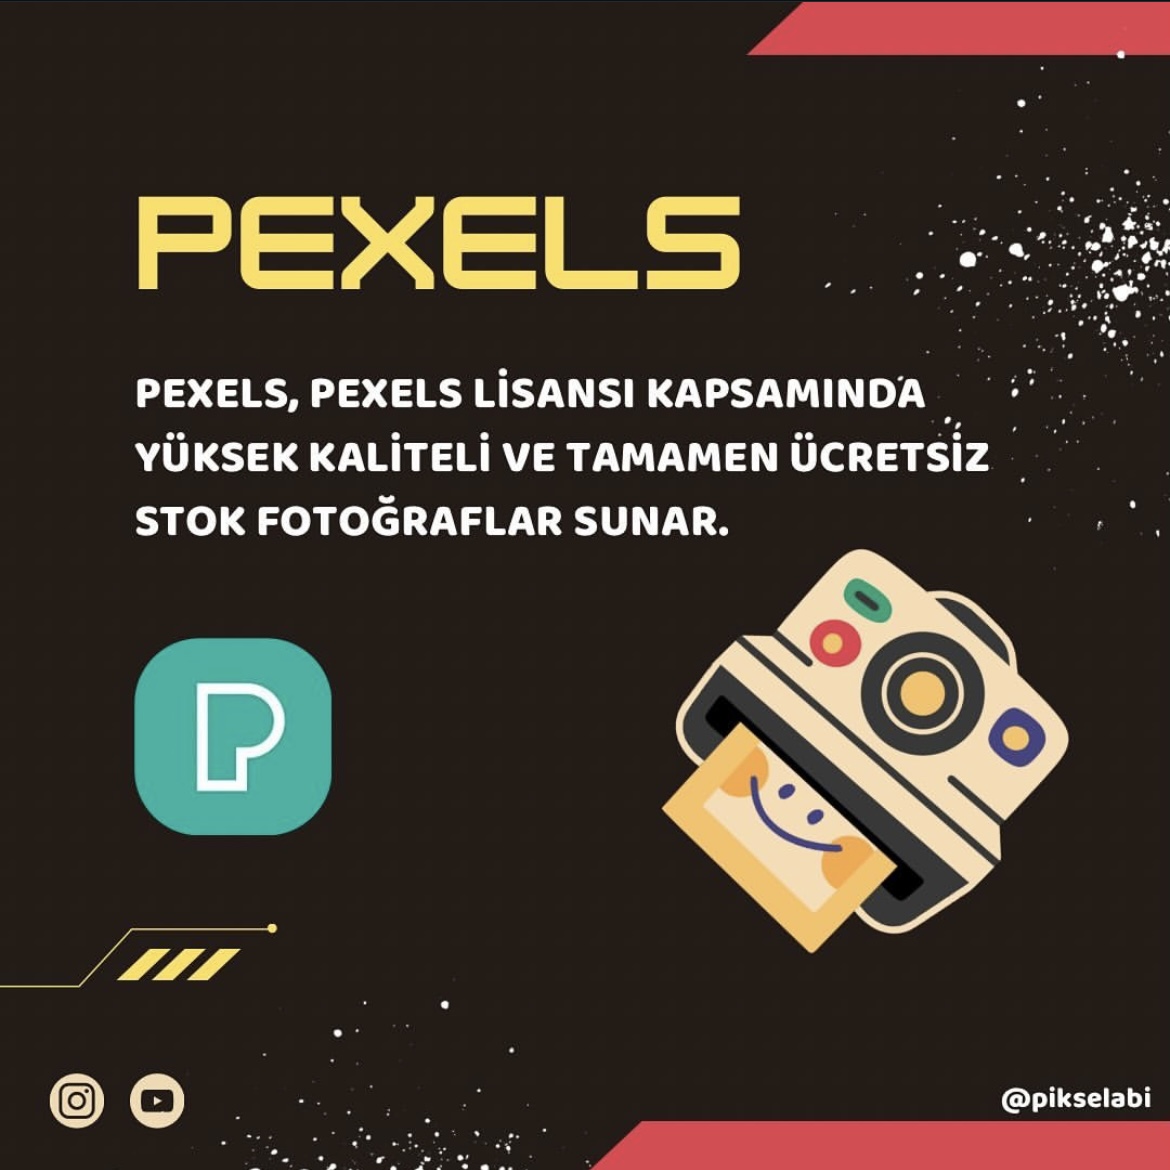 PEXELS
PEXELS, PEXELS LİSANSI KAPSAMINDA
YÜKSEK KALİTELİ VE TAMAMEN ÜCRETSİZ
STOK FOTOĞRAFLAR SUNAR.
P
@pikselabi